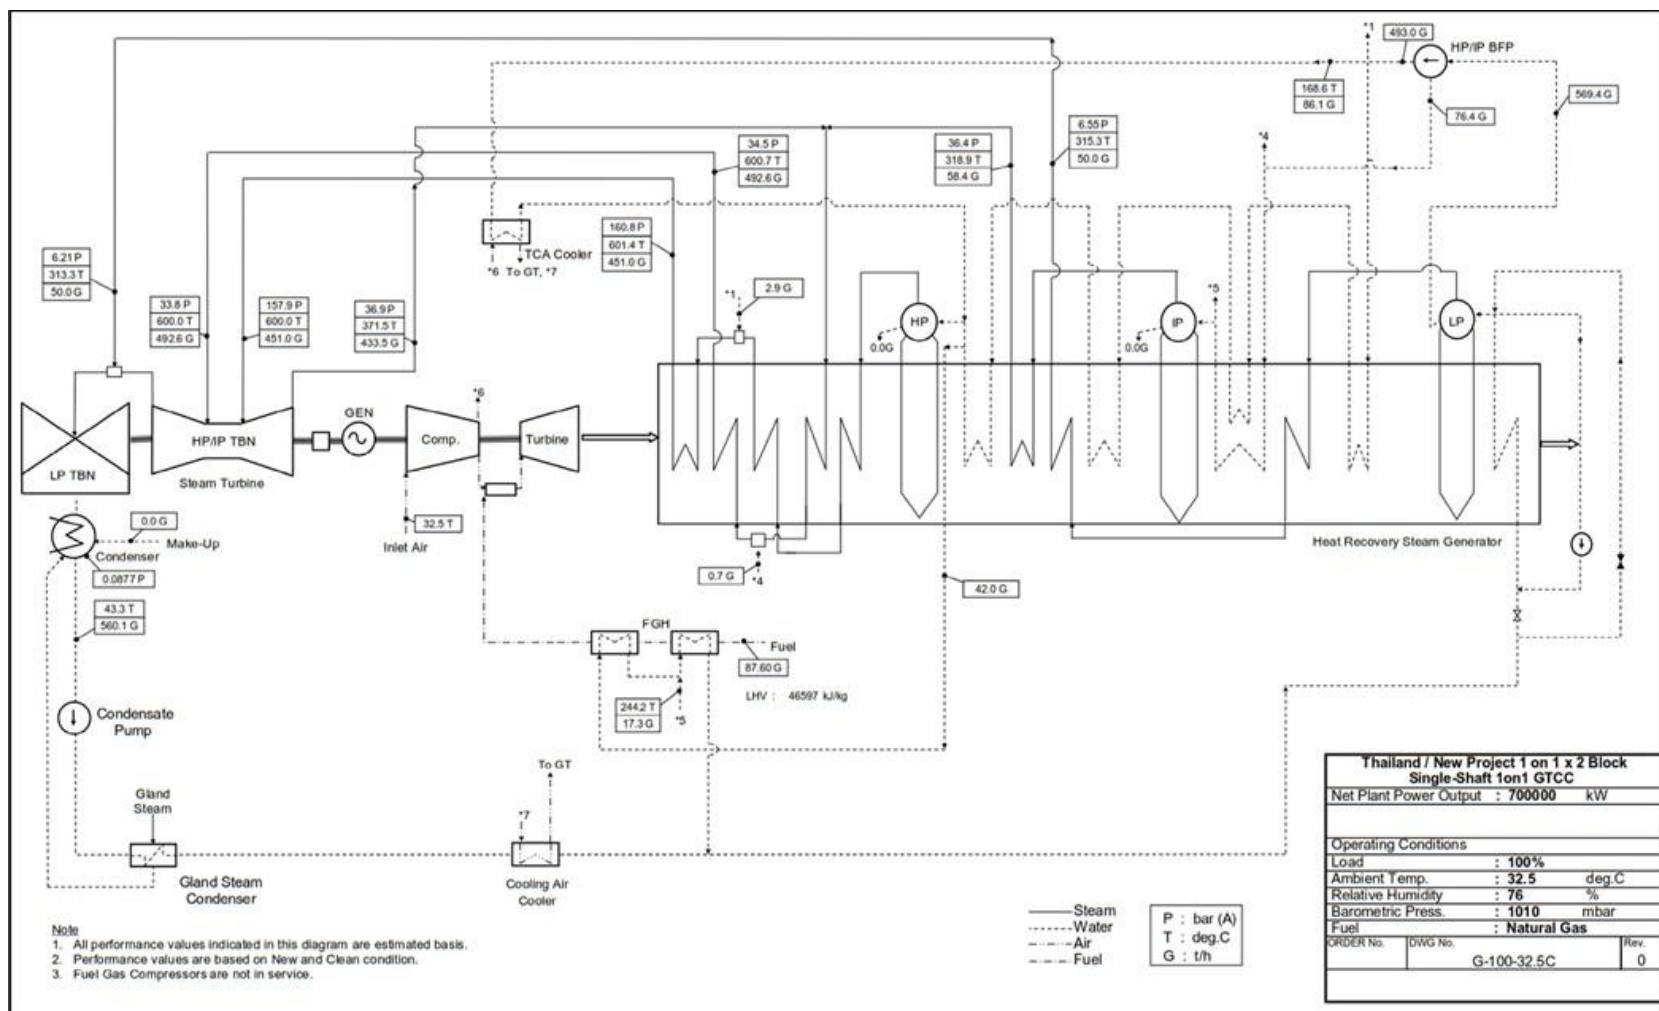 *1
493.0 G
HP/IP BFP
168.6 T
86.1 G
569.4 G
76.4 G
*4
34.5 P
600.7 T
492.6 G
36.4 P
318.9 T
58.4 G
6.55 P
315.3 T
50.0 G
TCA Cooler
*6 To GT, *7
160.8 P
601.4 T
451.0 G
6.21 P
313.3 T
50.0 G
33.8 P
600.0 T
492.6 G
157.9 P
600.0 T
451.0 G
36.9 P
371.5 T
433.5 G
*1
2.9 G
HP
0.0G
*5
IP
0.0G
LP
*6
GEN
LP TBN
HP/IP TBN
Steam Turbine
Comp.
Turbine
32.5 T
Inlet Air
0.0 G
Make-Up
Condenser
0.0877 P
43.3 T
560.1 G
0.7 G
*4
42.0 G
Heat Recovery Steam Generator
FGH
Fuel
87.60 G
LHV : 46597 kJ/kg
244.2 T
17.3 G
*5
Condensate
Pump
To GT
Gland
Steam
*7
Gland Steam
Condenser
Cooling Air
Cooler
Note
1. All performance values indicated in this diagram are estimated basis.
2. Performance values are based on New and Clean condition.
3. Fuel Gas Compressors are not in service.
Steam
Water
Air
Fuel
P : bar (A)
T : deg.C
G : t/h
Thailand / New Project 1 on 1 x 2 Block
Single-Shaft 1on1 GTCC
Net Plant Power Output : 700000 kW
Operating Conditions
Load : 100%
Ambient Temp. : 32.5 deg.C
Relative Humidity : 76 %
Barometric Press. : 1010 mbar
Fuel : Natural Gas
ORDER No. DWG No. Rev.
G-100-32.5C 0